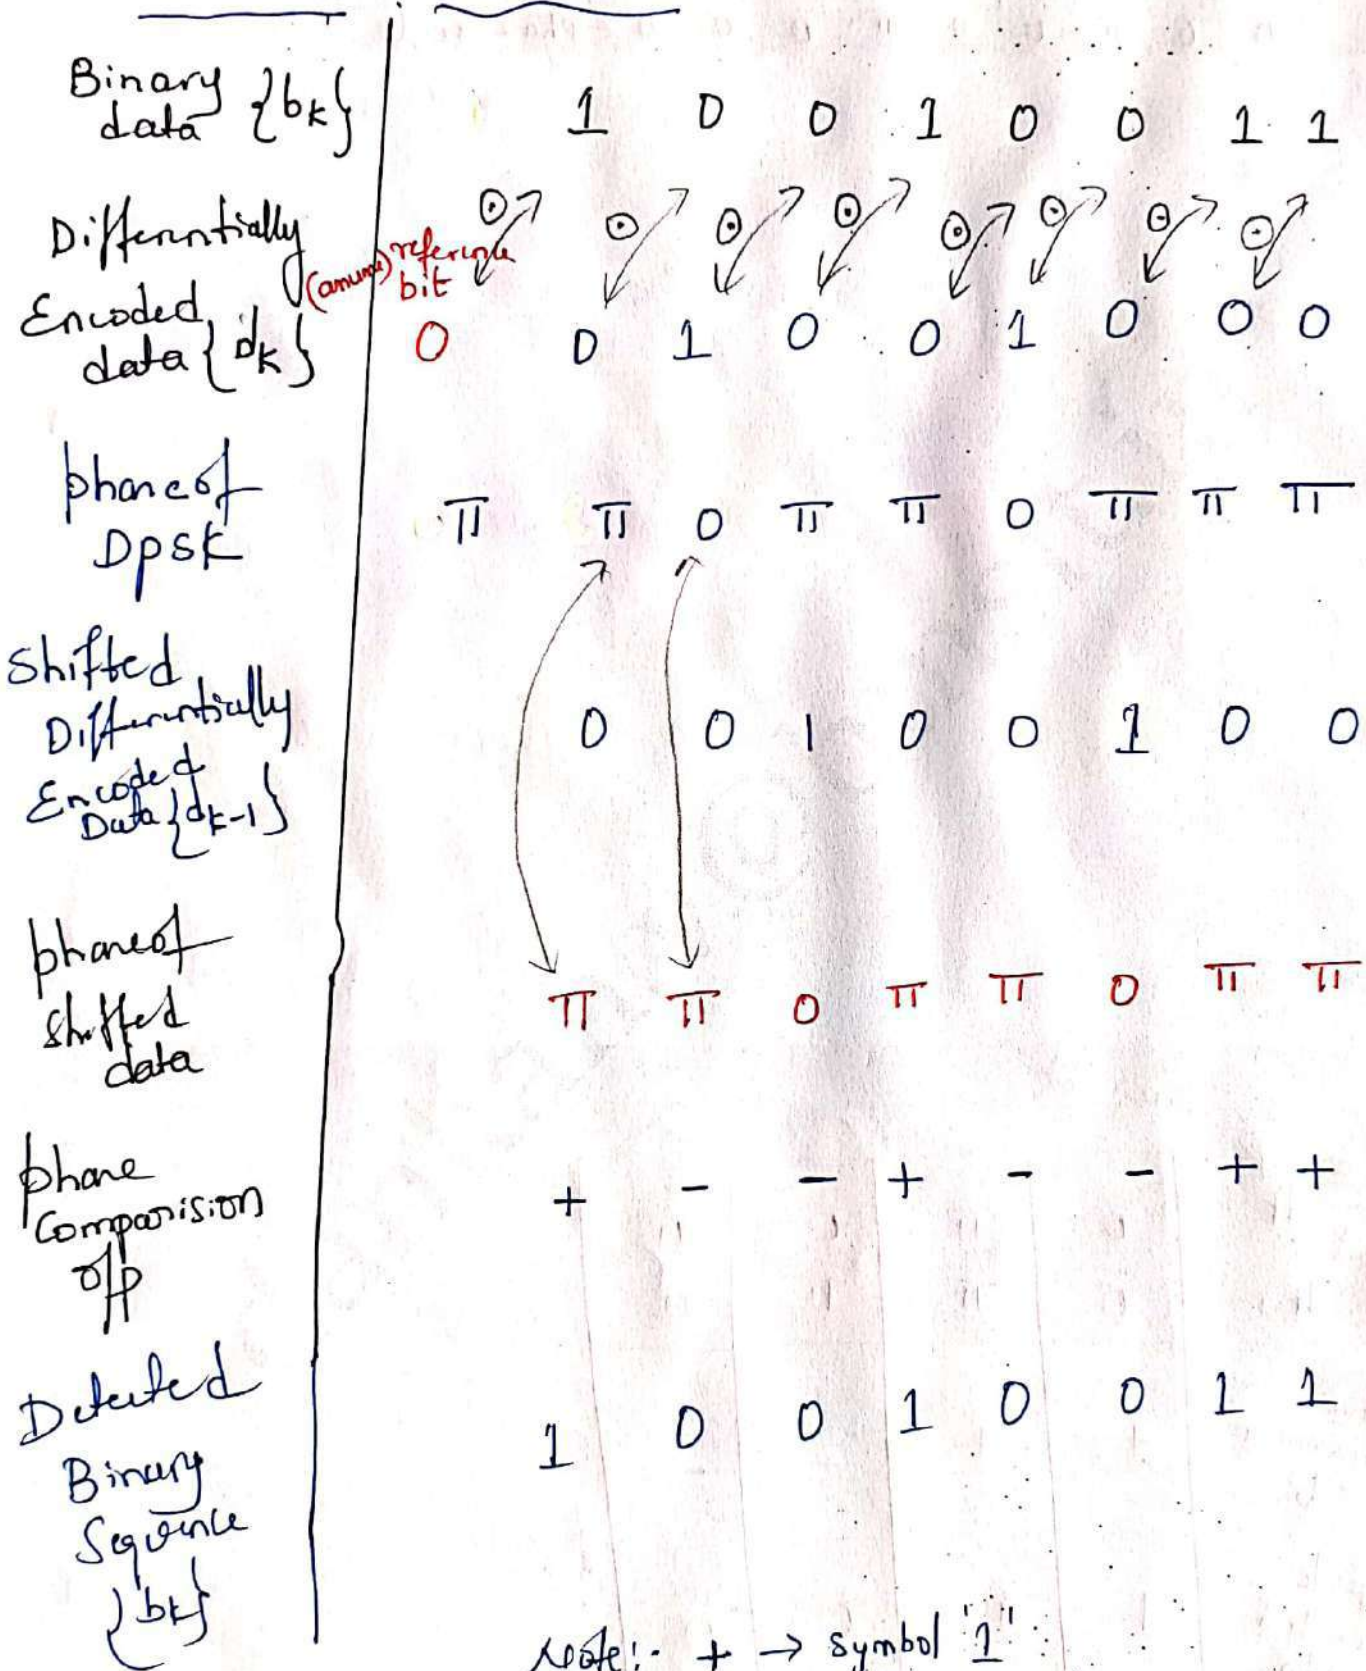 Binary data {bk} 1 0 0 1 0 0 1 1
⊙ ⊙ ⊙ ⊙ ⊙ ⊙ ⊙ ⊙
Differentially Encoded data {dk} (assume) reference bit 0 0 1 0 0 1 0 0 0
phase of DPSK π π 0 π π 0 π π π
Shifted Differentially Encoded Data {dk-1} 0 0 1 0 0 1 0 0
phase of Shifted data π π 0 π π 0 π π
phase Comparision o/p + - - + - - + +
Detected Binary Sequence {bk} 1 0 0 1 0 0 1 1
Note:- + → symbol '1'